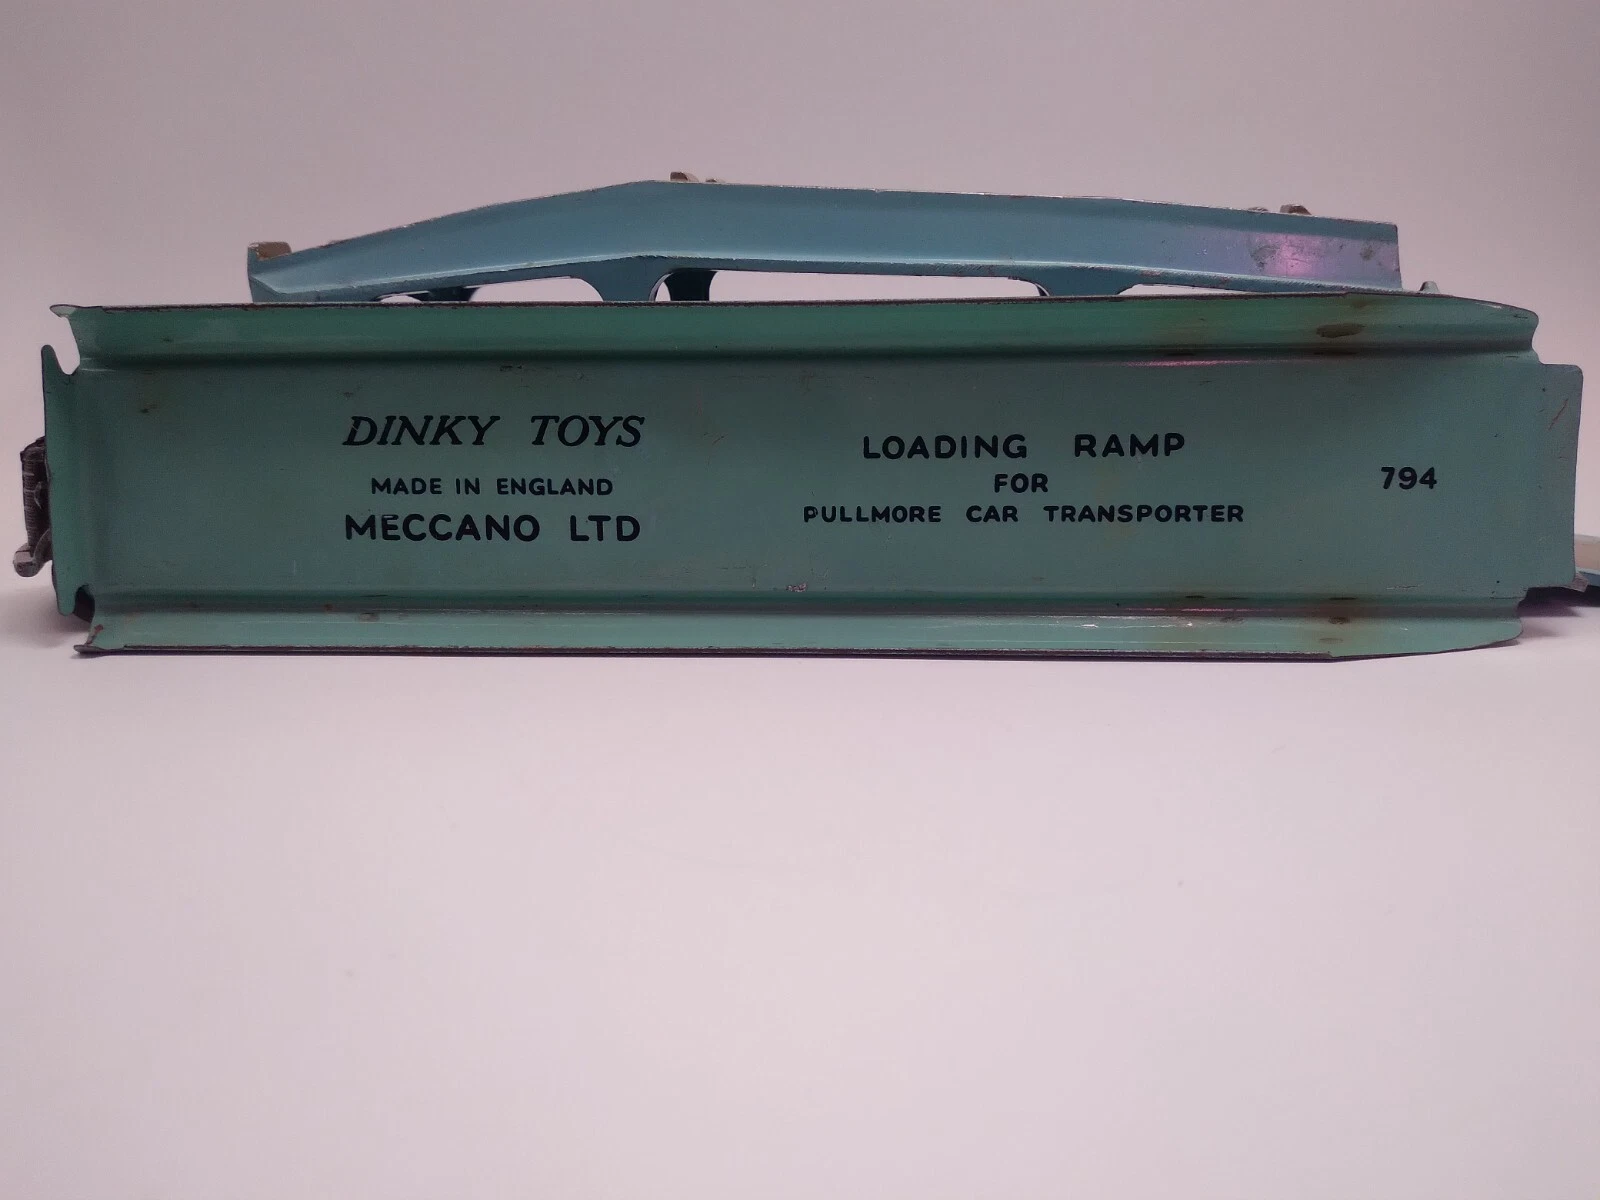 DINKY TOYS
MADE IN ENGLAND
MECCANO LTD
LOADING RAMP
FOR
PULLMORE CAR TRANSPORTER
794